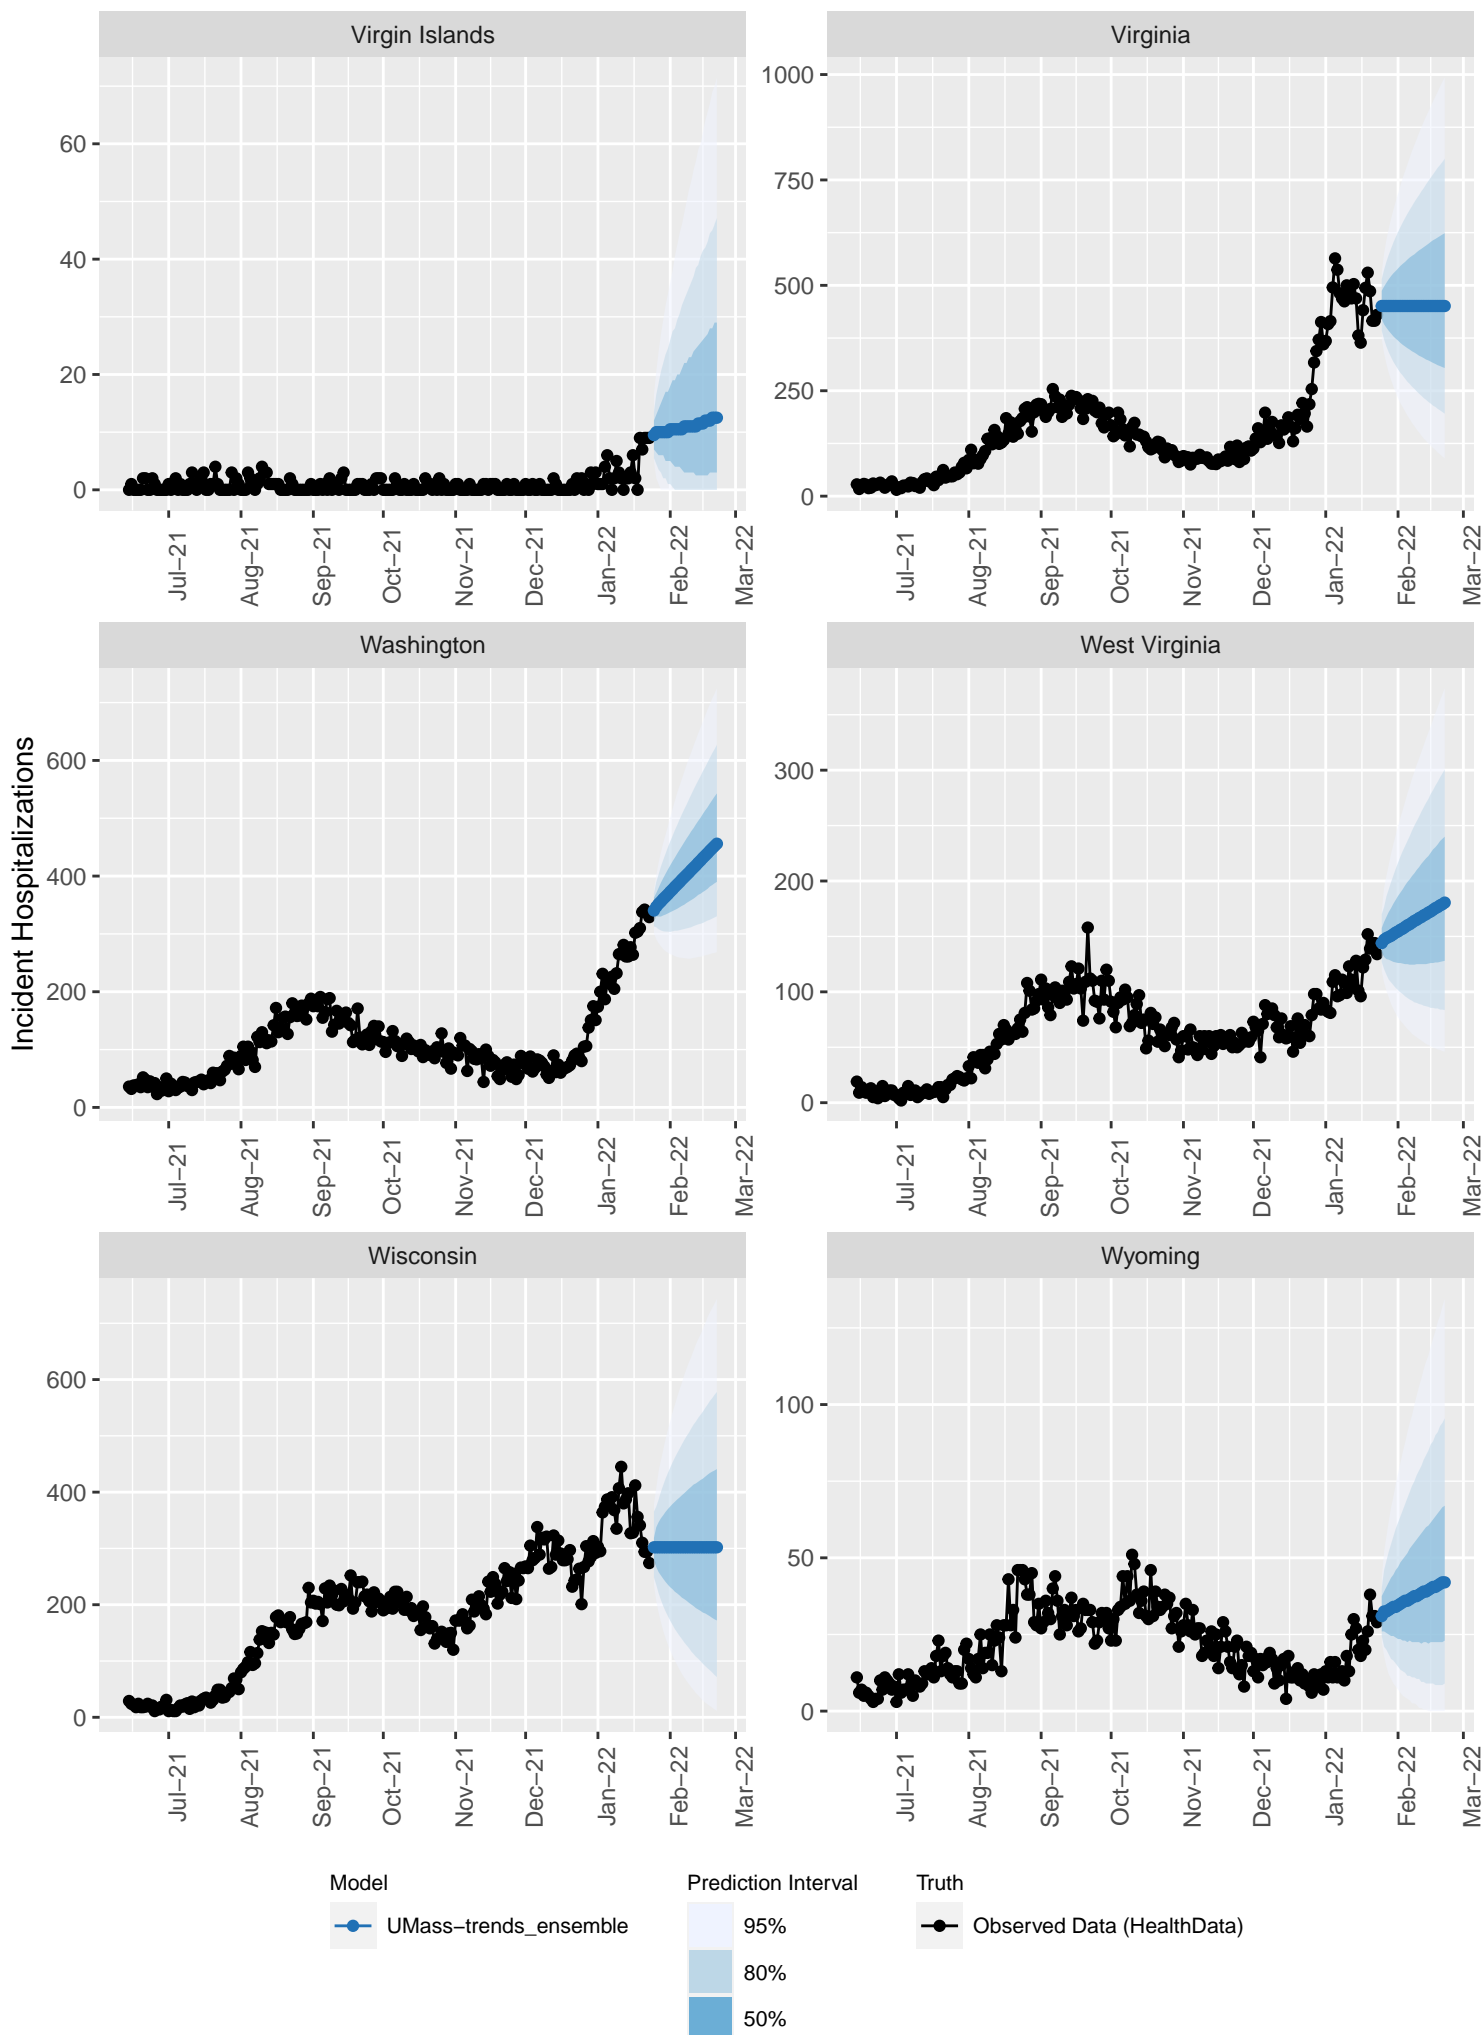 Virgin Islands
Virginia
60
40
20
0
1000
750
500
250
0
Jul−21
Aug−21
Sep−21
Oct−21
Nov−21
Dec−21
Jan−22
Feb−22
Mar−22
Jul−21
Aug−21
Sep−21
Oct−21
Nov−21
Dec−21
Jan−22
Feb−22
Mar−22
Incident Hospitalizations
Washington
West Virginia
600
400
200
0
300
200
100
0
Jul−21
Aug−21
Sep−21
Oct−21
Nov−21
Dec−21
Jan−22
Feb−22
Mar−22
Jul−21
Aug−21
Sep−21
Oct−21
Nov−21
Dec−21
Jan−22
Feb−22
Mar−22
Wisconsin
Wyoming
600
400
200
0
100
50
0
Jul−21
Aug−21
Sep−21
Oct−21
Nov−21
Dec−21
Jan−22
Feb−22
Mar−22
Jul−21
Aug−21
Sep−21
Oct−21
Nov−21
Dec−21
Jan−22
Feb−22
Mar−22
Model
UMass−trends_ensemble
Prediction Interval
95%
80%
50%
Truth
Observed Data (HealthData)